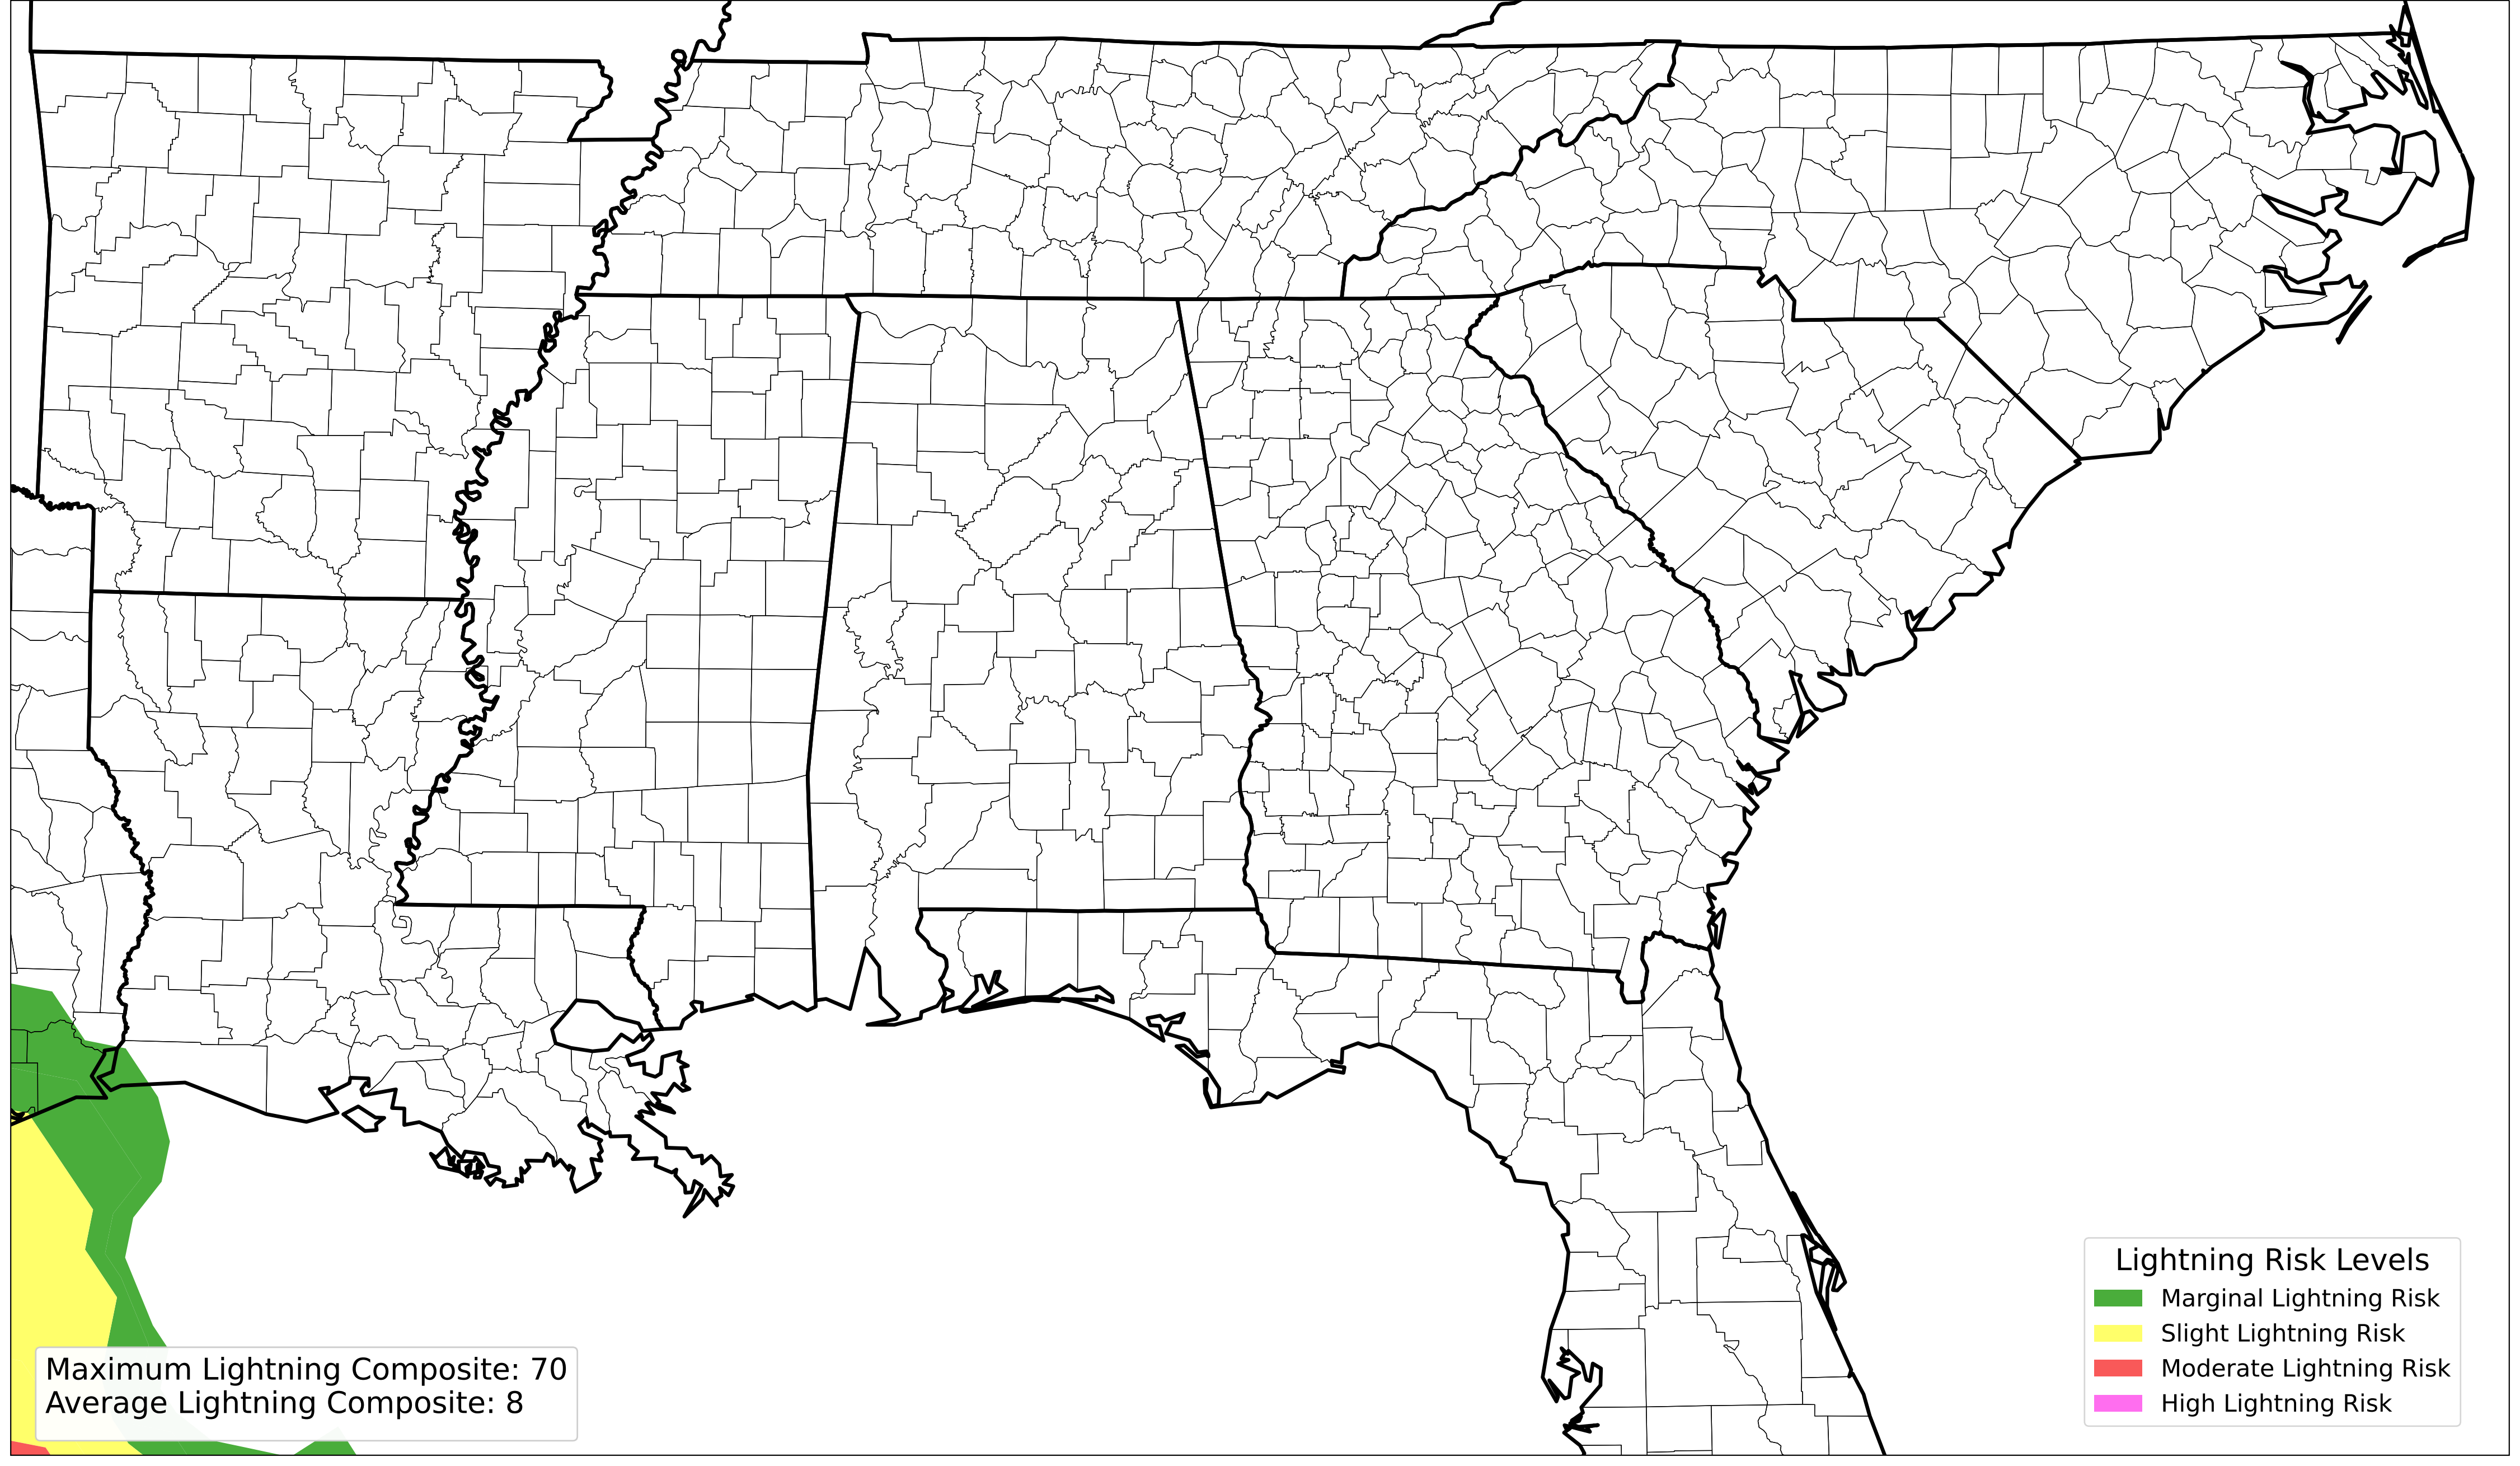 Maximum Lightning Composite: 70
Average Lightning Composite: 8
Lightning Risk Levels
Marginal Lightning Risk
Slight Lightning Risk
Moderate Lightning Risk
High Lightning Risk